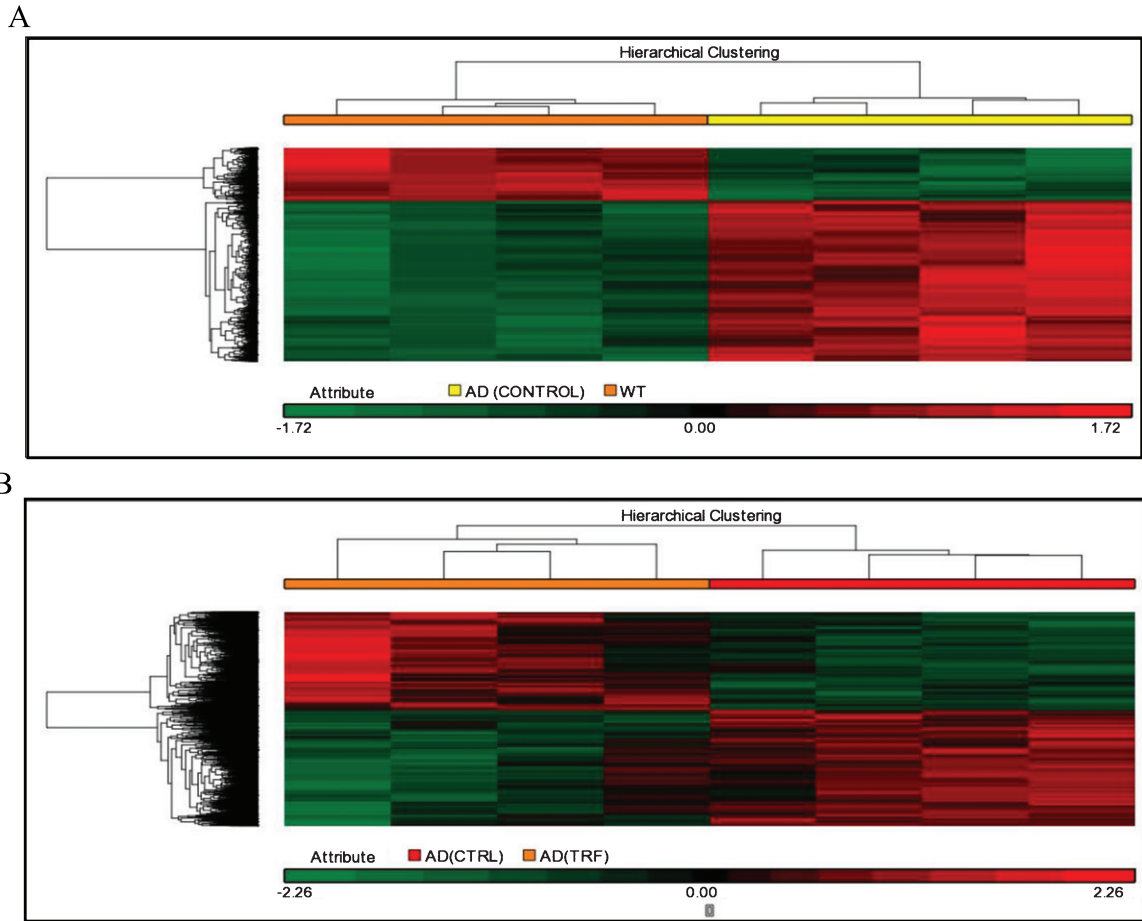 A
Hierarchical Clustering
Attribute AD (CONTROL) WT
-1.72 0.00 1.72
B
Hierarchical Clustering
Attribute AD(CTRL) AD(TRF)
-2.26 0.00 2.26